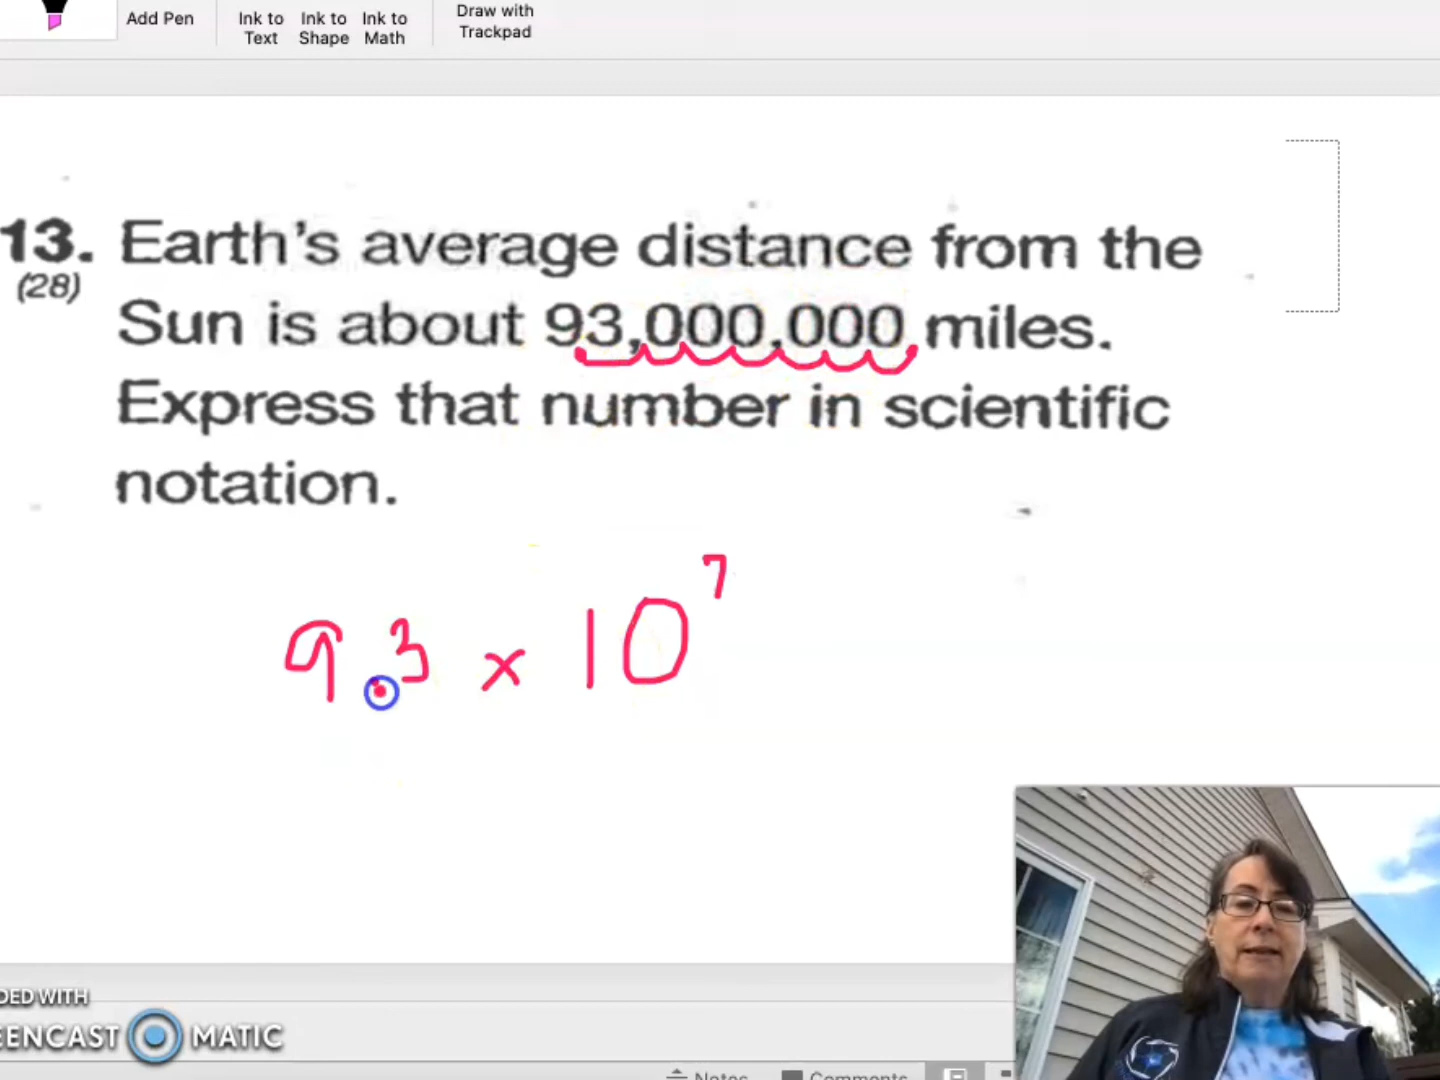 Add Pen
Ink to Text
Ink to Shape
Ink to Math
Draw with Trackpad
13. Earth's average distance from the
(28)
Sun is about 93,000,000 miles.
Express that number in scientific
notation.
9.3 x 10⁷
DED WITH
EENCAST MATIC
Notes
Comments